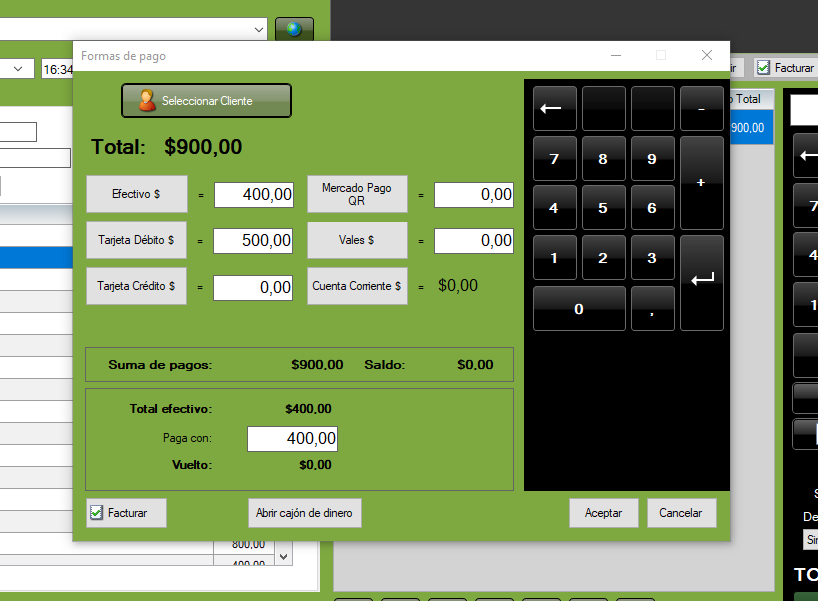 16:34
Formas de pago
Facturar
Seleccionar Cliente
Total: $900,00
Total
900,00
Efectivo $ = 400,00 Mercado Pago QR = 0,00
Tarjeta Débito $ = 500,00 Vales $ = 0,00
Tarjeta Crédito $ = 0,00 Cuenta Corriente $ = $0,00
Suma de pagos: $900,00 Saldo: $0,00
Total efectivo: $400,00
Paga con: 400,00
Vuelto: $0,00
Facturar Abrir cajón de dinero Aceptar Cancelar
← -
7 8 9 +
4 5 6
1 2 3
0 .
←
7
4
1
800,00
400,00